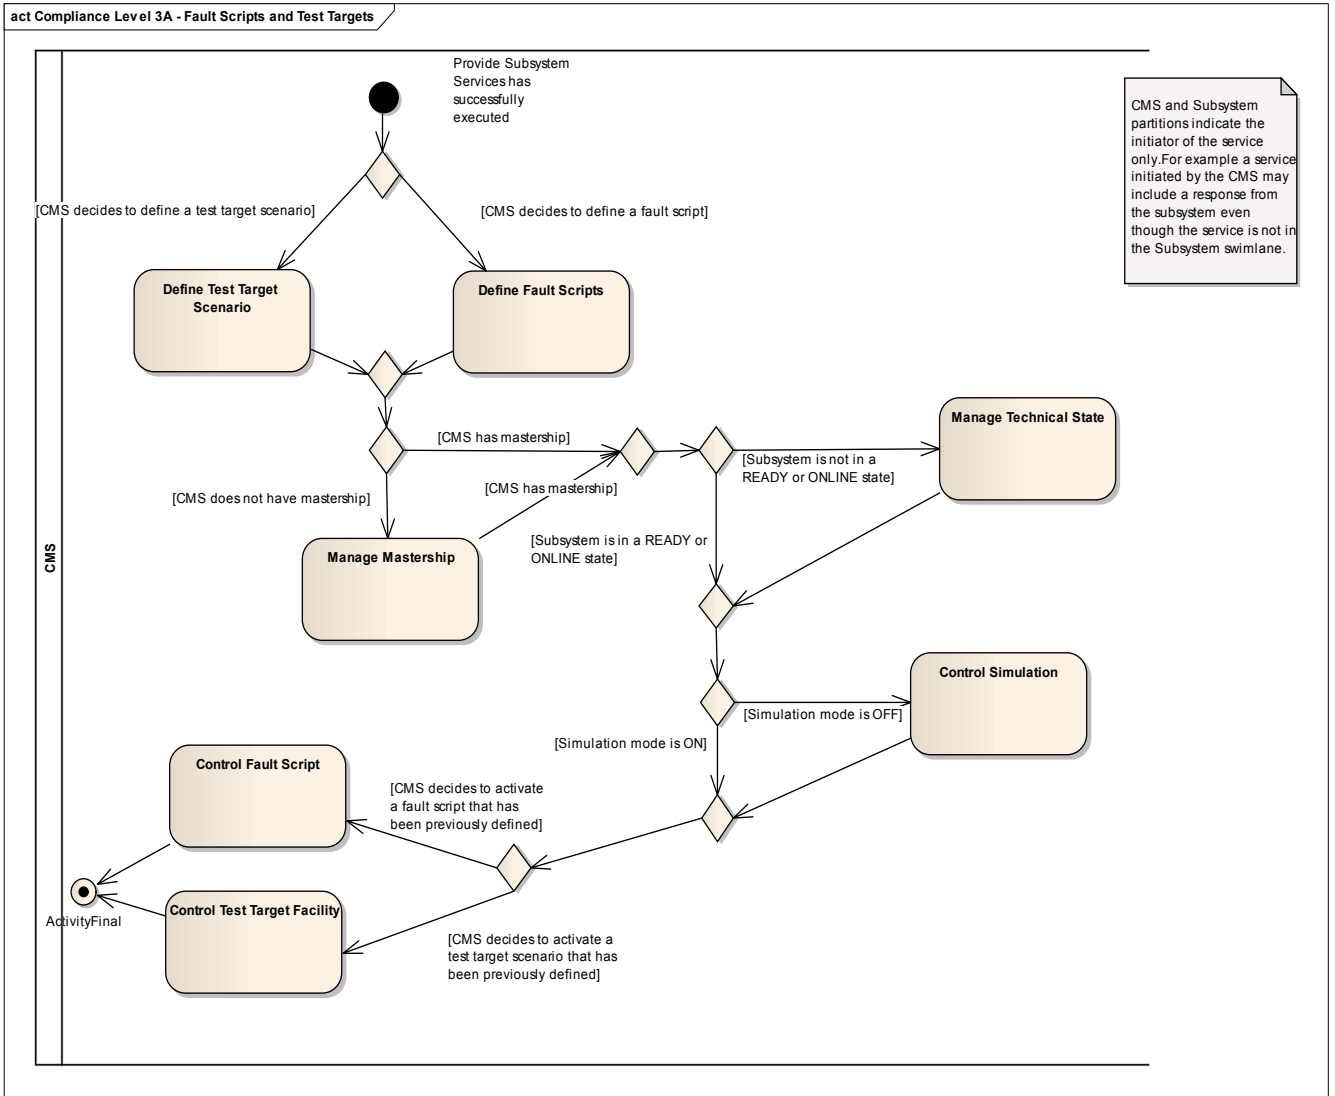 act Compliance Level 3A - Fault Scripts and Test Targets
Provide Subsystem
Services has
successfully
executed
CMS and Subsystem
partitions indicate the
initiator of the service
only.For example a service
initiated by the CMS may
include a response from
the subsystem even
though the service is not in
the Subsystem swimlane.
[CMS decides to define a test target scenario]
[CMS decides to define a fault script]
Define Test Target
Scenario
Define Fault Scripts
Manage Technical State
[CMS has mastership]
[Subsystem is not in a
READY or ONLINE state]
[CMS does not have mastership]
[CMS has mastership]
[Subsystem is in a READY or
ONLINE state]
Manage Mastership
CMS
Control Simulation
[Simulation mode is OFF]
[Simulation mode is ON]
Control Fault Script
[CMS decides to activate
a fault script that has
been previously defined]
ActivityFinal
Control Test Target Facility
[CMS decides to activate a
test target scenario that has
been previously defined]